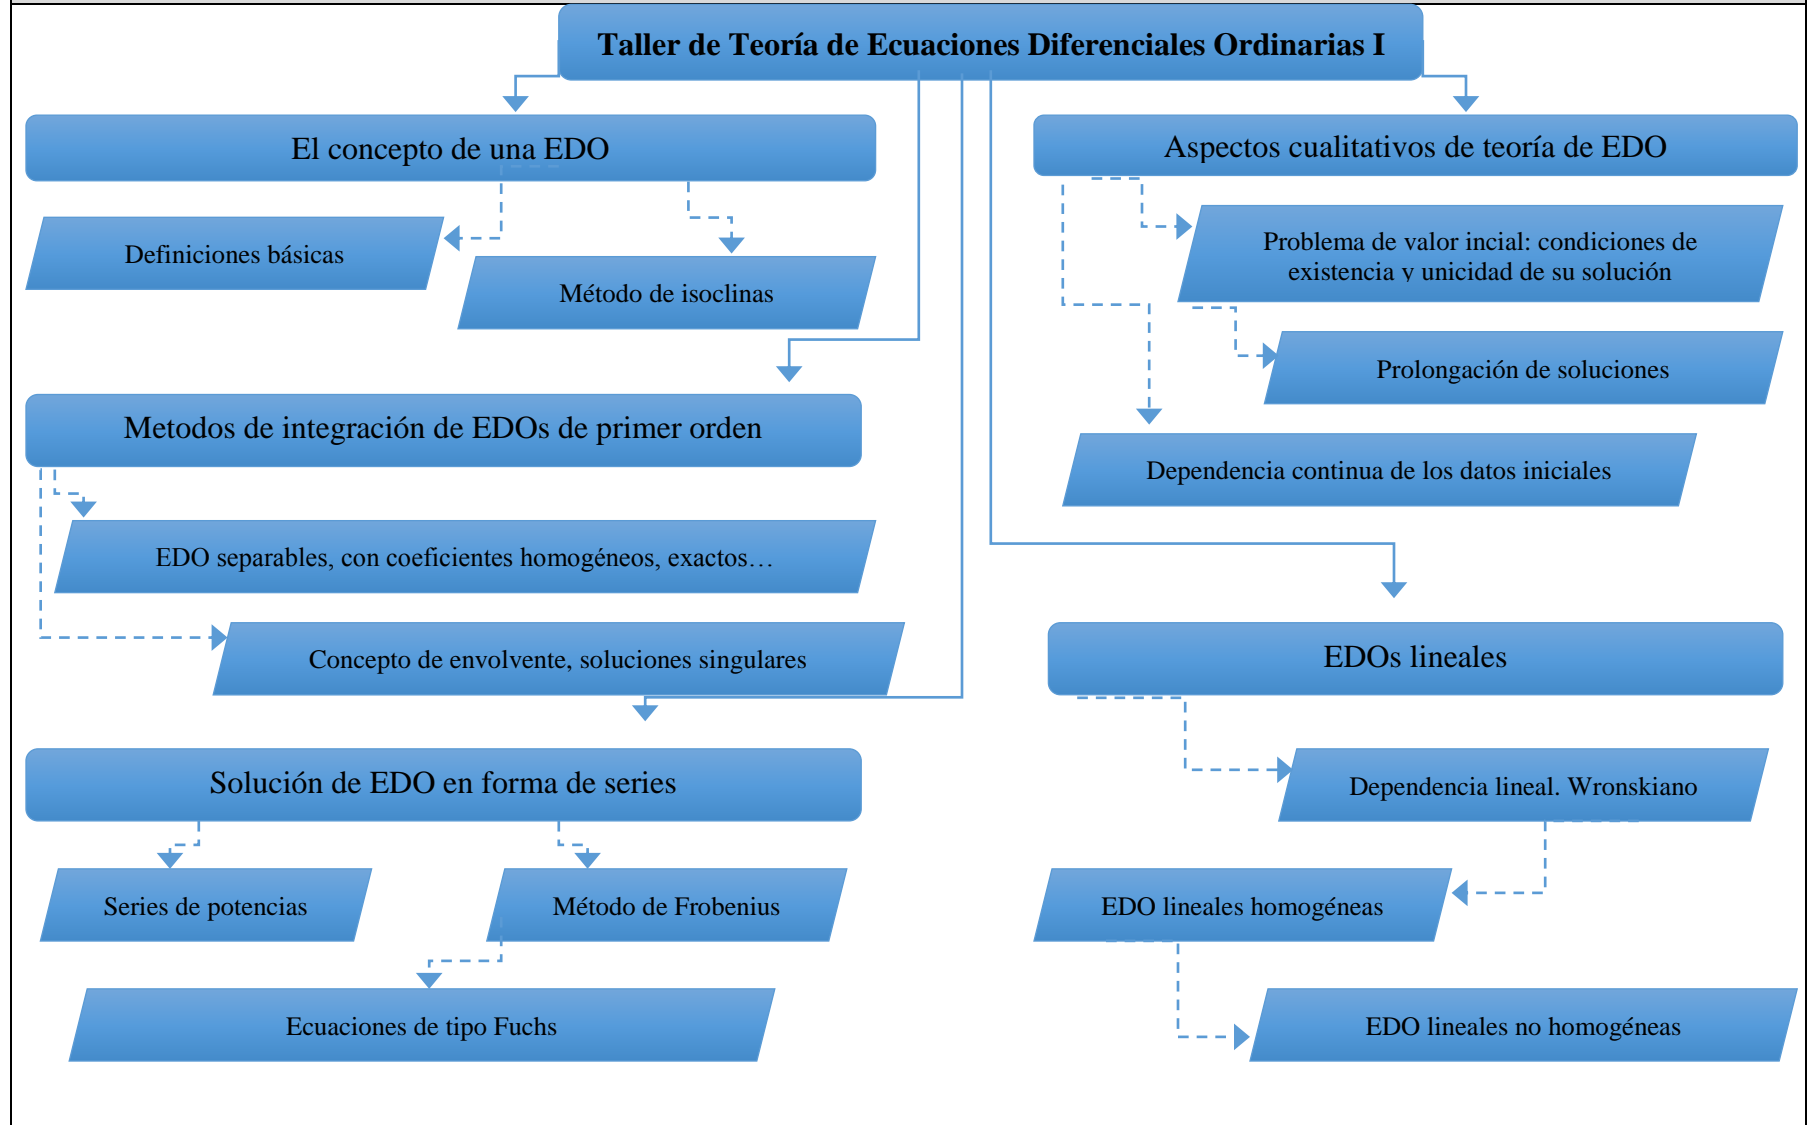 Taller de Teoría de Ecuaciones Diferenciales Ordinarias I
El concepto de una EDO
Definiciones básicas
Método de isoclinas
Metodos de integración de EDOs de primer orden
EDO separables, con coeficientes homogéneos, exactos…
Concepto de envolvente, soluciones singulares
Solución de EDO en forma de series
Series de potencias
Método de Frobenius
Ecuaciones de tipo Fuchs
Aspectos cualitativos de teoría de EDO
Problema de valor incial: condiciones de
existencia y unicidad de su solución
Prolongación de soluciones
Dependencia continua de los datos iniciales
EDOs lineales
Dependencia lineal. Wronskiano
EDO lineales homogéneas
EDO lineales no homogéneas